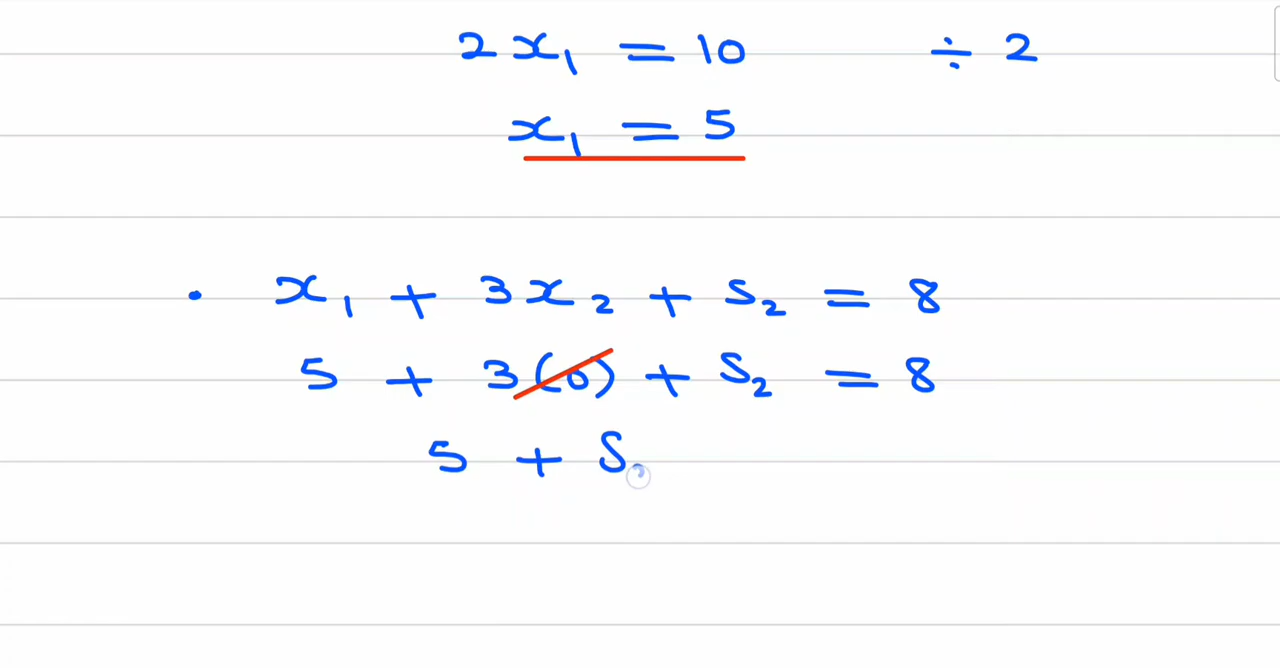 2x₁ = 10 ÷ 2
x₁ = 5
• x₁ + 3x₂ + s₂ = 8
5 + 3(0) + s₂ = 8
5 + s